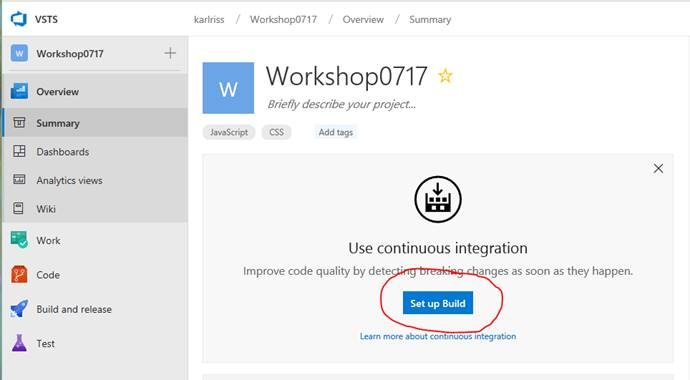 VSTS
karlriss / Workshop0717 / Overview / Summary
W Workshop0717 +
Overview
Summary
Dashboards
Analytics views
Wiki
Work
Code
Build and release
Test
W
Workshop0717
Briefly describe your project...
JavaScript CSS Add tags
Use continuous integration
Improve code quality by detecting breaking changes as soon as they happen.
Set up Build
Learn more about continuous integration